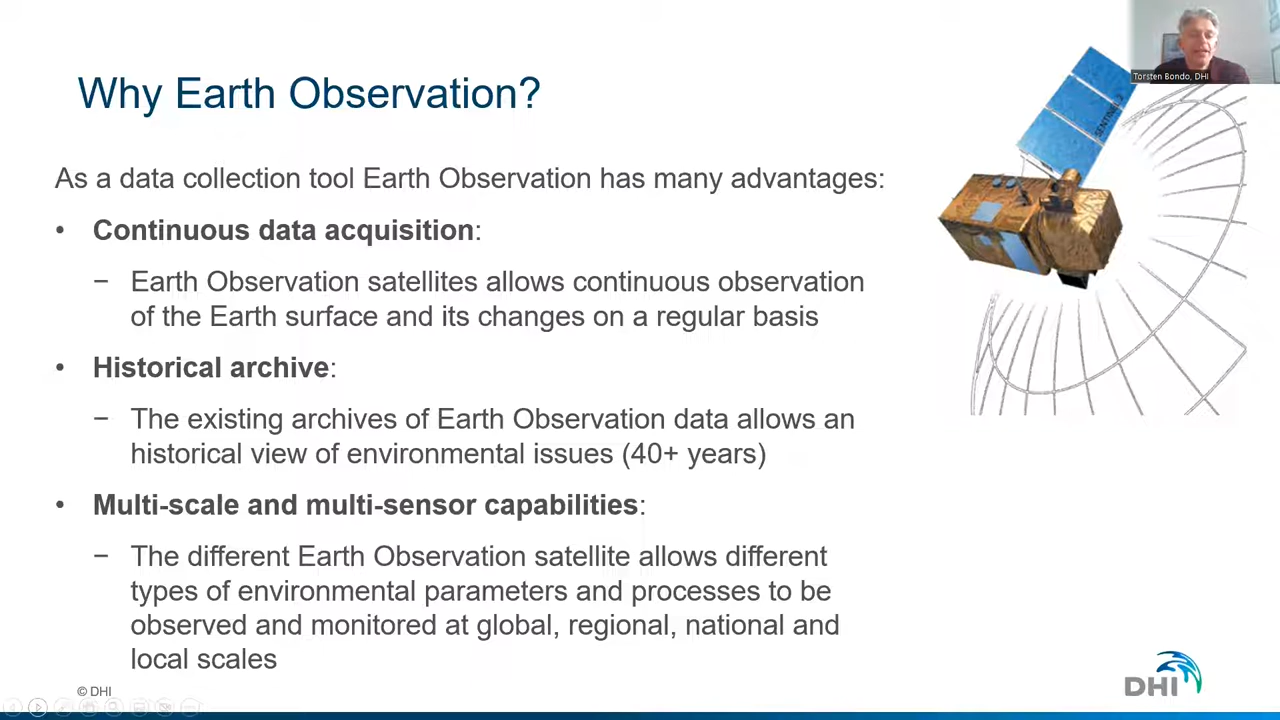 Torsten Bondo, DHI
Why Earth Observation?
SENTINEL-2
As a data collection tool Earth Observation has many advantages:
• Continuous data acquisition:
− Earth Observation satellites allows continuous observation
of the Earth surface and its changes on a regular basis
• Historical archive:
− The existing archives of Earth Observation data allows an
historical view of environmental issues (40+ years)
• Multi-scale and multi-sensor capabilities:
− The different Earth Observation satellite allows different
types of environmental parameters and processes to be
observed and monitored at global, regional, national and
local scales
© DHI
DHI